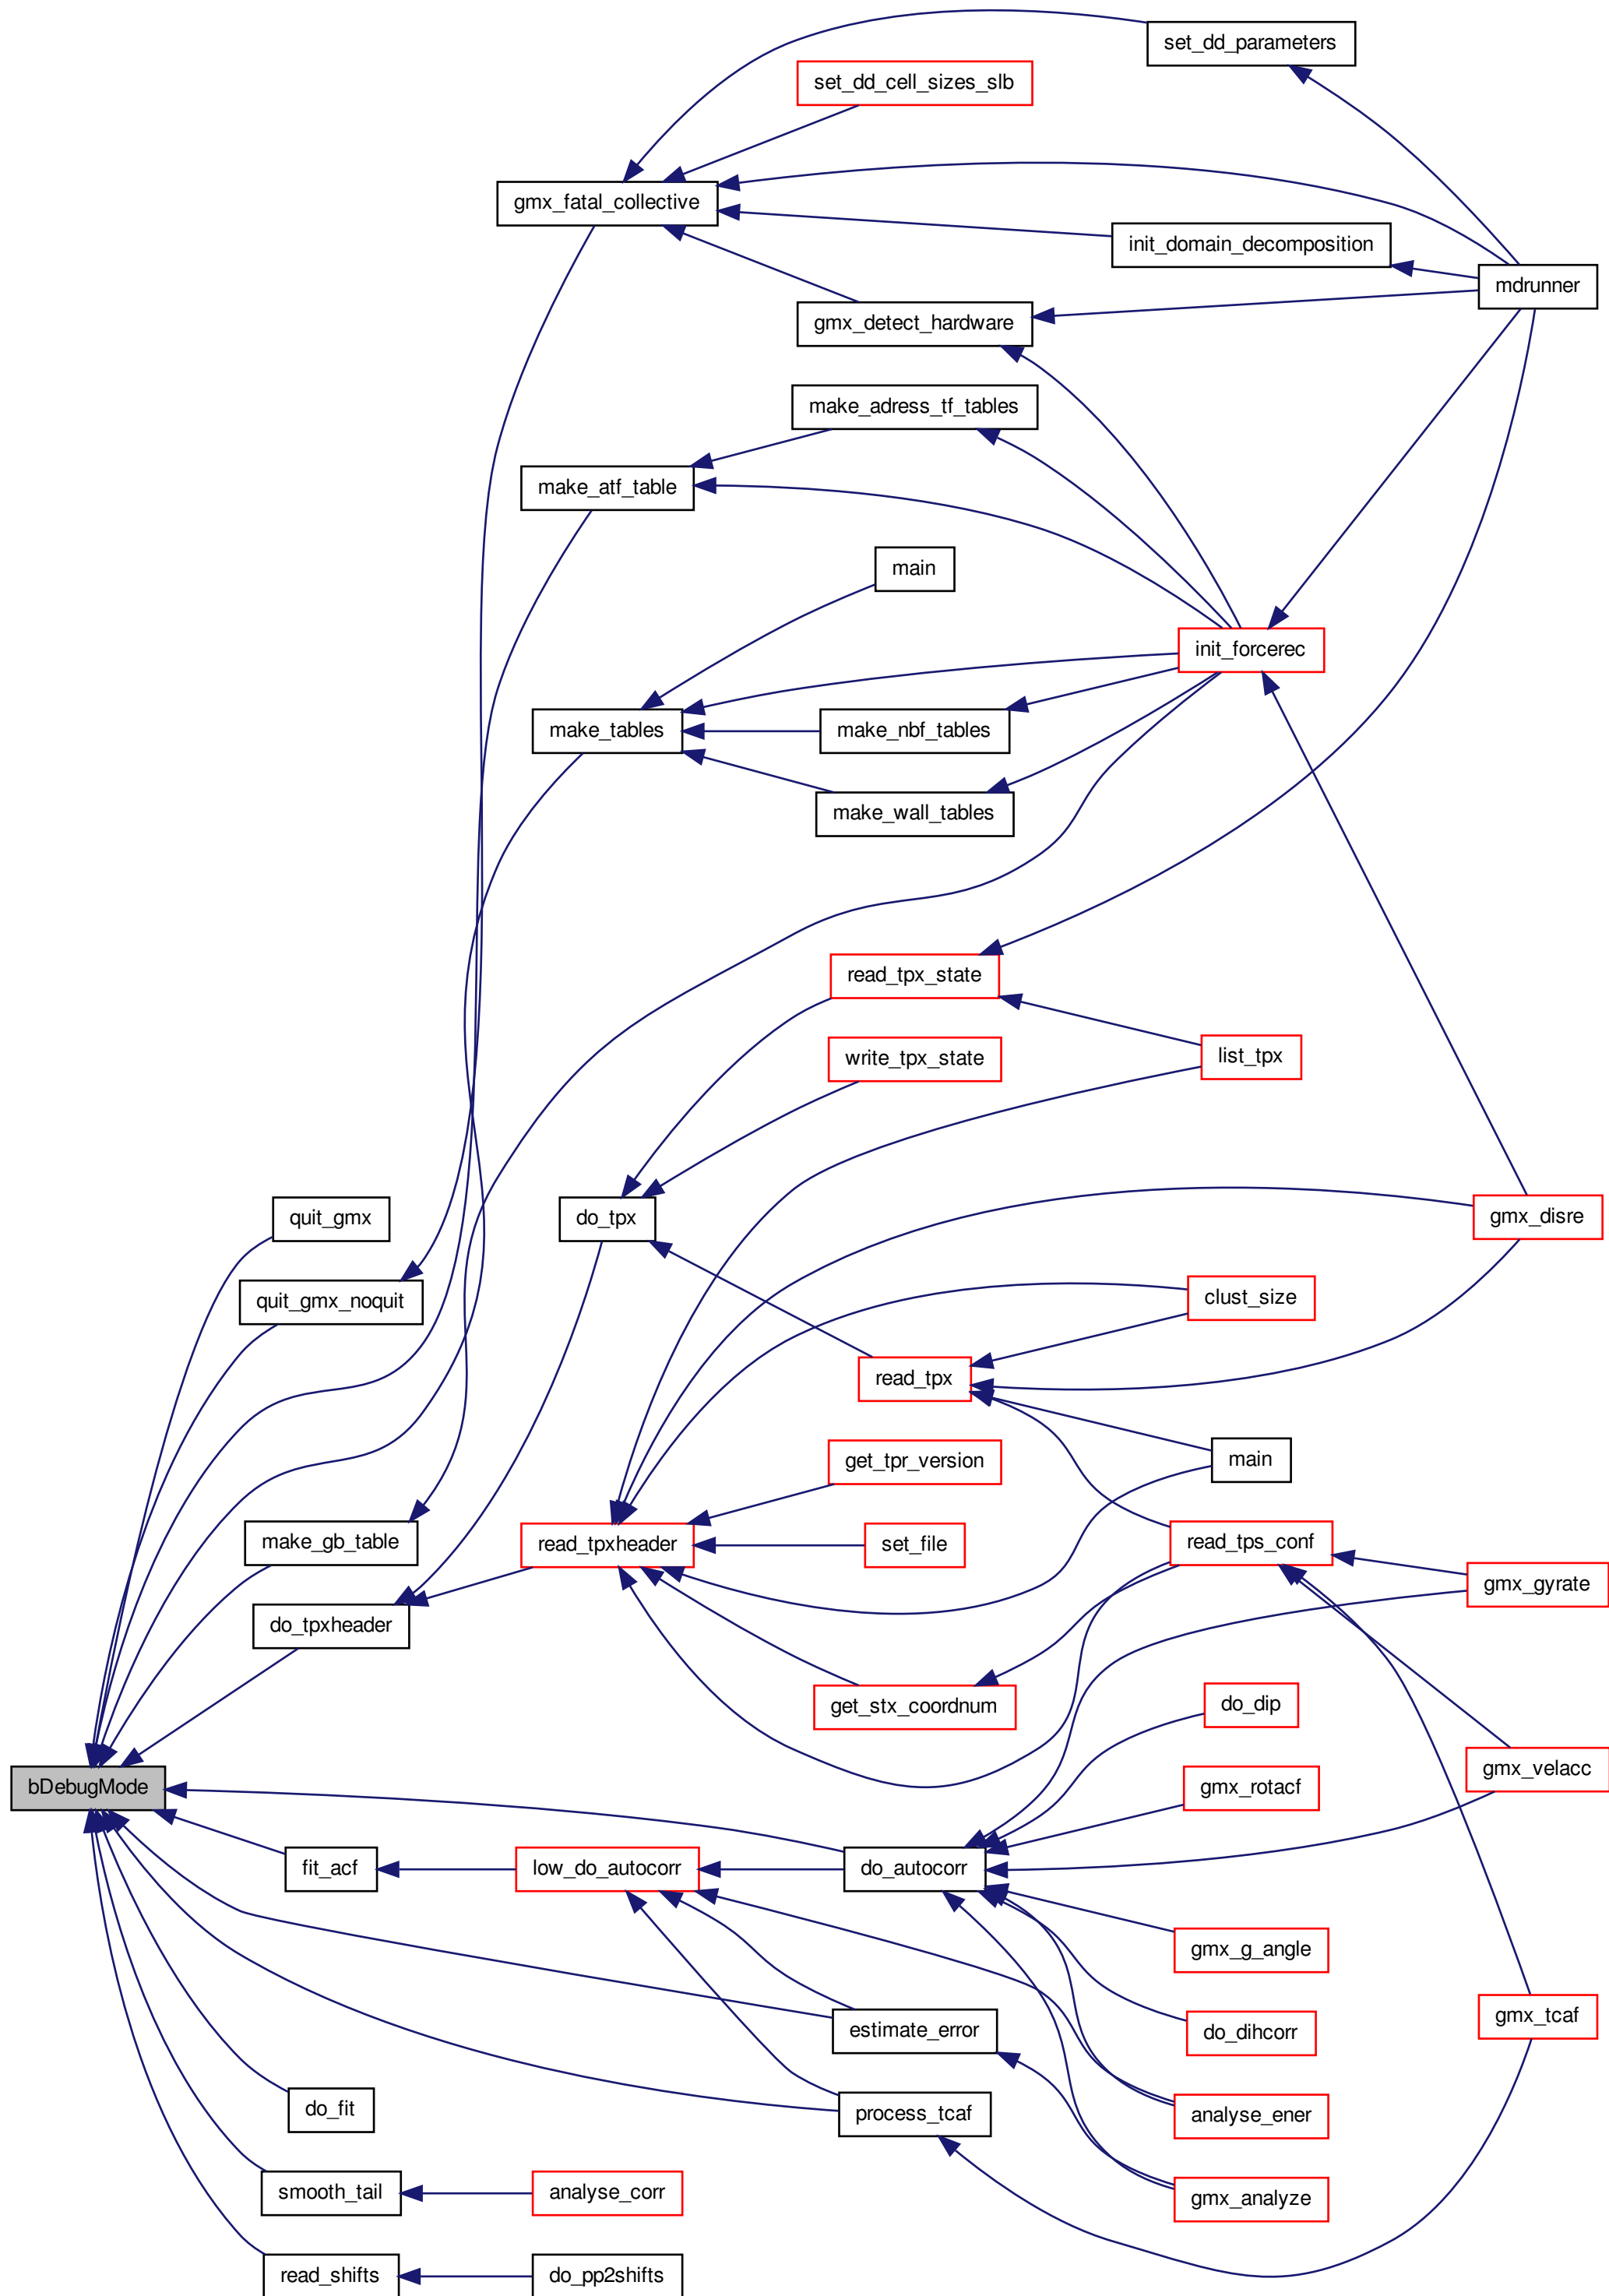 set_dd_parameters
set_dd_cell_sizes_slb
gmx_fatal_collective
init_domain_decomposition
mdrunner
gmx_detect_hardware
make_adress_tf_tables
make_atf_table
main
init_forcerec
make_tables
make_nbf_tables
make_wall_tables
read_tpx_state
write_tpx_state
list_tpx
quit_gmx
do_tpx
gmx_disre
quit_gmx_noquit
clust_size
read_tpx
main
get_tpr_version
make_gb_table
read_tpxheader
set_file
read_tps_conf
gmx_gyrate
do_tpxheader
get_stx_coordnum
do_dip
bDebugMode
gmx_rotacf
gmx_velacc
fit_acf
low_do_autocorr
do_autocorr
gmx_g_angle
estimate_error
do_dihcorr
gmx_tcaf
do_fit
process_tcaf
analyse_ener
smooth_tail
analyse_corr
gmx_analyze
read_shifts
do_pp2shifts